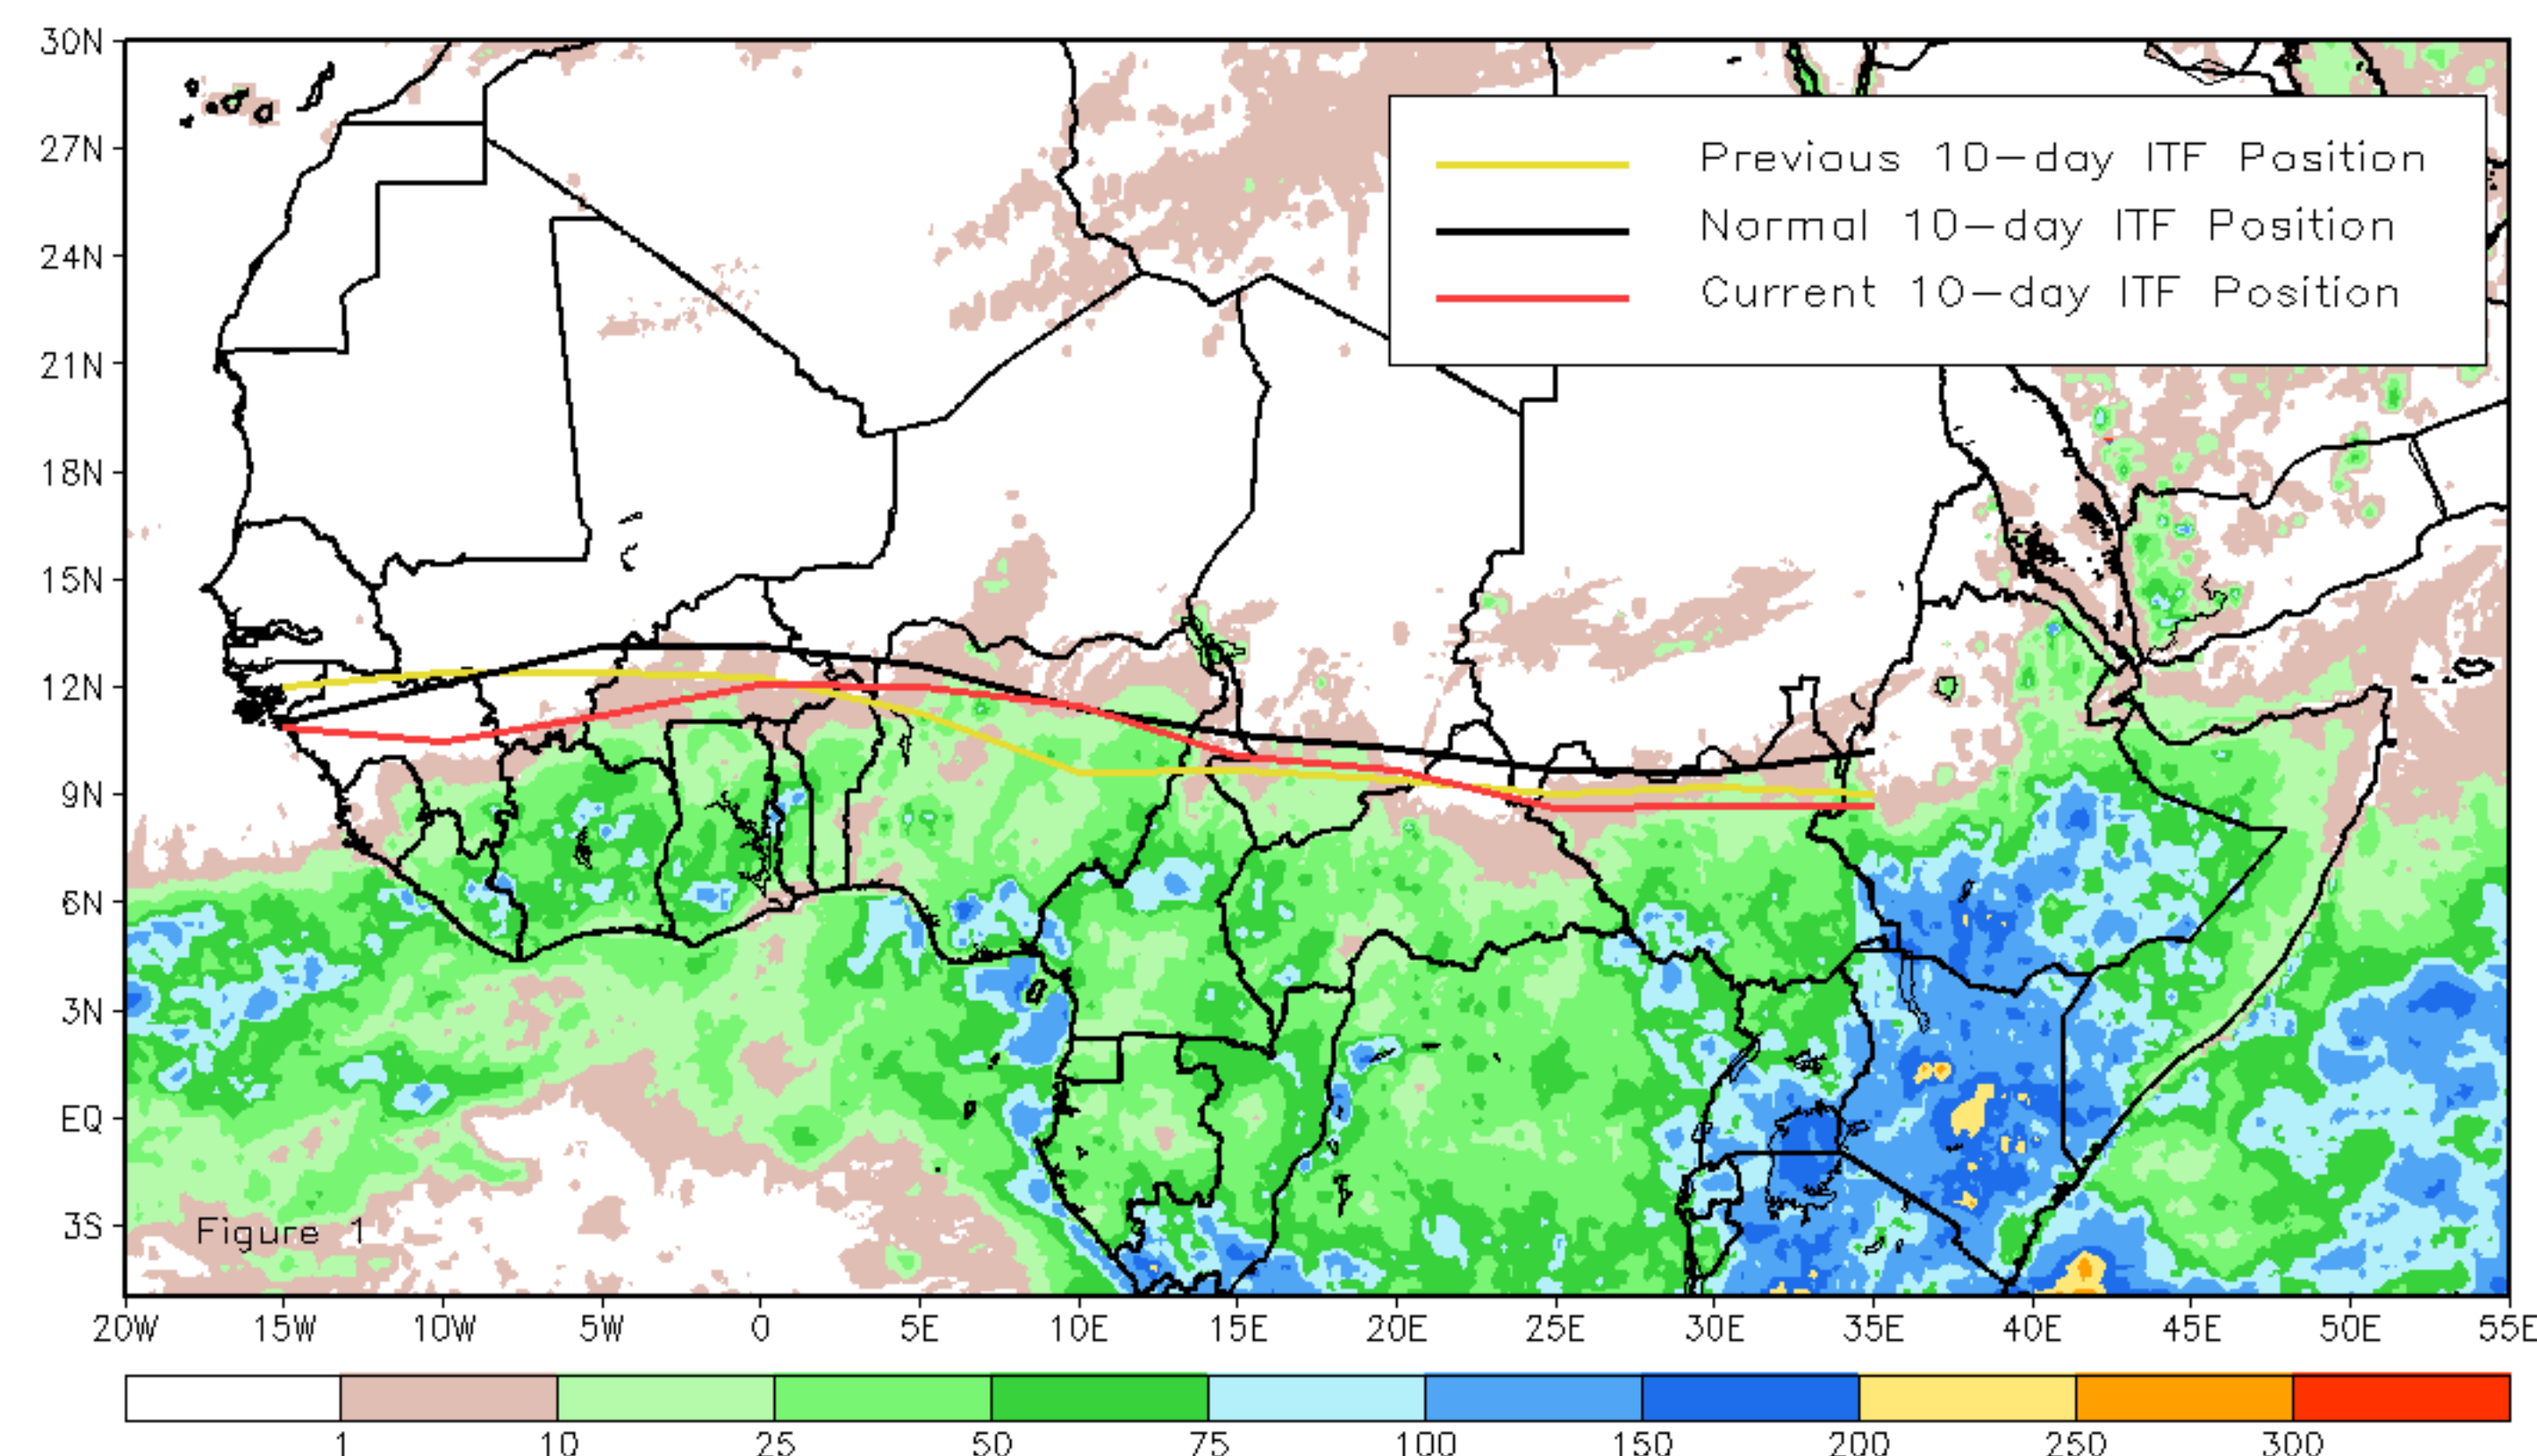 30N
27N
24N
21N
18N
15N
12N
9N
6N
3N
EQ
3S
Previous 10-day ITF Position
Normal 10-day ITF Position
Current 10-day ITF Position
Figure 1
20W 15W 10W 5W 0 5E 10E 15E 20E 25E 30E 35E 40E 45E 50E 55E
1 10 25 50 75 100 150 200 250 300